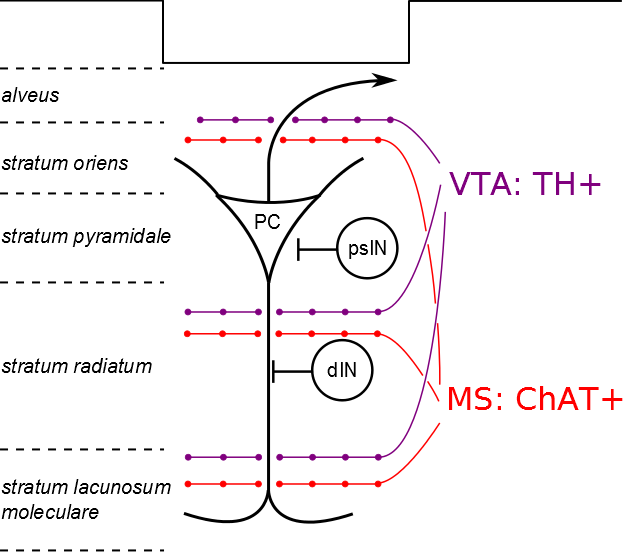 alveus
stratum oriens
VTA: TH+
PC
stratum pyramidale
psIN
stratum radiatum
dIN
MS: ChAT+
stratum lacunosum
moleculare